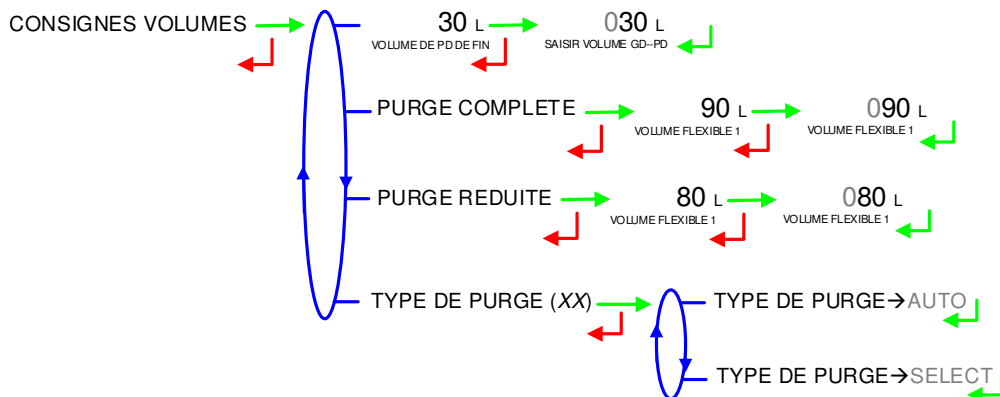 CONSIGNES VOLUMES
30 L
VOLUME DE PD DE FIN
030 L
SAISIR VOLUME GD--PD
PURGE COMPLETE
90 L
VOLUME FLEXIBLE 1
090 L
VOLUME FLEXIBLE 1
PURGE REDUITE
80 L
VOLUME FLEXIBLE 1
080 L
VOLUME FLEXIBLE 1
TYPE DE PURGE (XX)
TYPE DE PURGE→AUTO
TYPE DE PURGE→SELECT